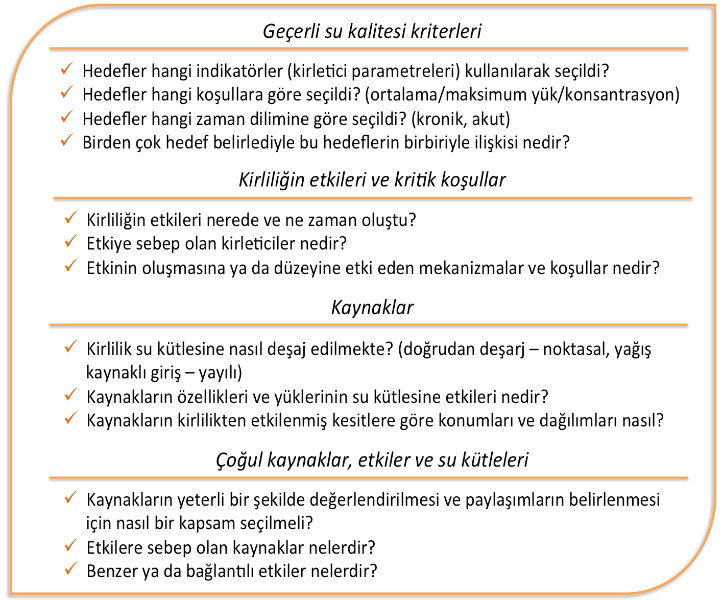 Geçerli su kalitesi kriterleri
✓ Hedefler hangi indikatörler (kirletici parametreleri) kullanılarak seçildi?
✓ Hedefler hangi koşullara göre seçildi? (ortalama/maksimum yük/konsantrasyon)
✓ Hedefler hangi zaman dilimine göre seçildi? (kronik, akut)
✓ Birden çok hedef belirlediyle bu hedeflerin birbiriyle ilişkisi nedir?
Kirliliğin etkileri ve kritik koşullar
✓ Kirliliğin etkileri nerede ve ne zaman oluştu?
✓ Etkiye sebep olan kirleticiler nedir?
✓ Etkinin oluşmasına ya da düzeyine etki eden mekanizmalar ve koşullar nedir?
Kaynaklar
✓ Kirlilik su kütlesine nasıl deşaj edilmekte? (doğrudan deşarj – noktasal, yağış
kaynaklı giriş – yayılı)
✓ Kaynakların özellikleri ve yüklerinin su kütlesine etkileri nedir?
✓ Kaynakların kirlilikten etkilenmiş kesitlere göre konumları ve dağılımları nasıl?
Çoğul kaynaklar, etkiler ve su kütleleri
✓ Kaynakların yeterli bir şekilde değerlendirilmesi ve paylaşımların belirlenmesi
için nasıl bir kapsam seçilmeli?
✓ Etkilere sebep olan kaynaklar nelerdir?
✓ Benzer ya da bağlantılı etkiler nelerdir?